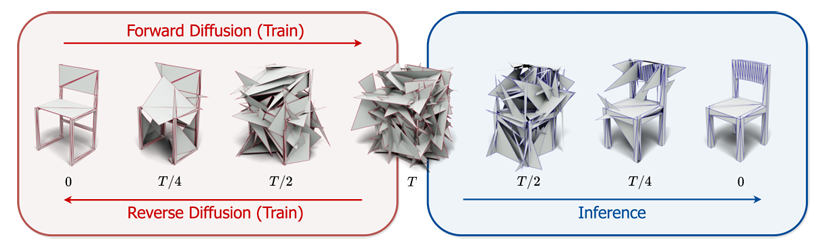 Forward Diffusion (Train)
0 T/4 T/2 T T/2 T/4 0
Reverse Diffusion (Train) Inference